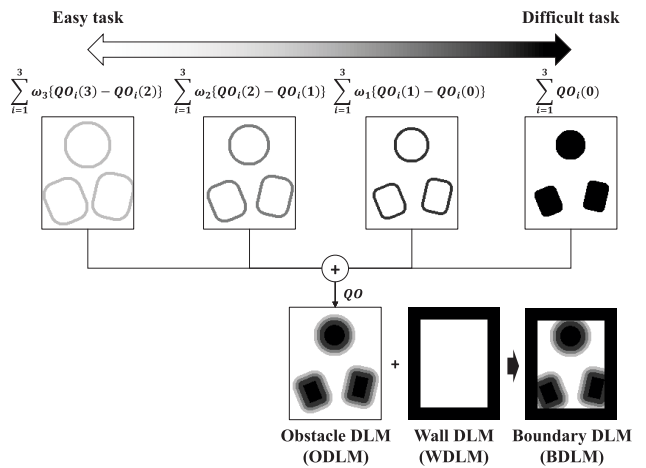 Easy task
Difficult task
3 ∑ i=1 ω₃{QOᵢ(3) − QOᵢ(2)}
3 ∑ i=1 ω₂{QOᵢ(2) − QOᵢ(1)}
3 ∑ i=1 ω₁{QOᵢ(1) − QOᵢ(0)}
3 ∑ i=1 QOᵢ(0)
+
QO
+
Obstacle DLM
(ODLM)
Wall DLM
(WDLM)
Boundary DLM
(BDLM)